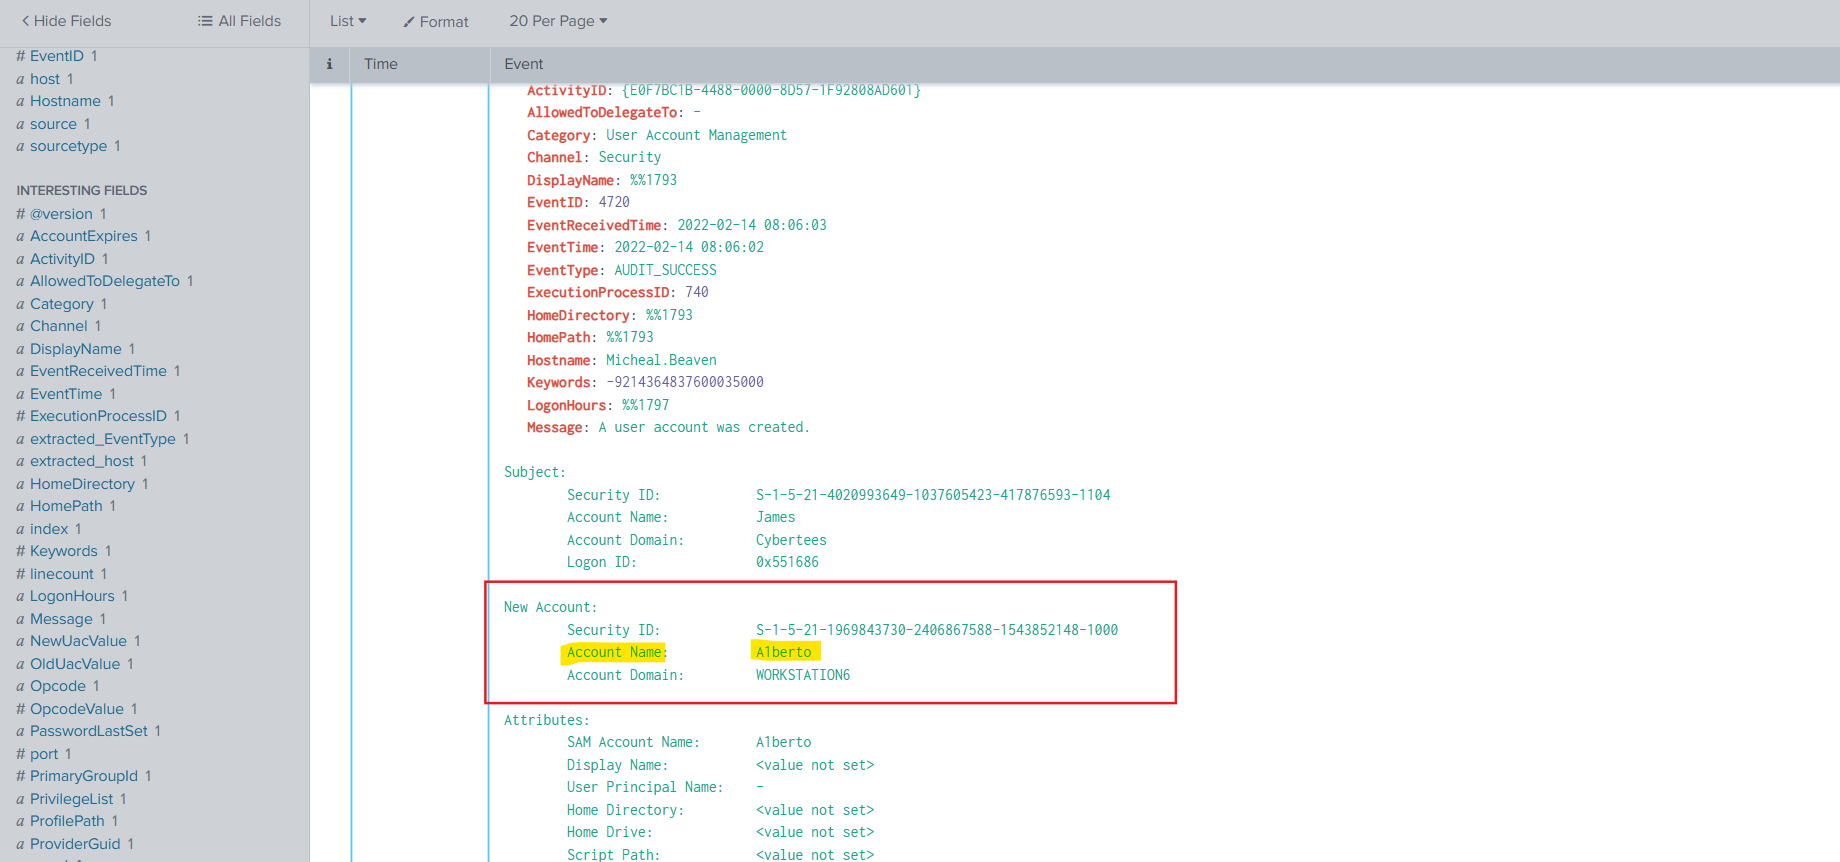 Hide Fields
All Fields
List
Format
20 Per Page
i
Time
Event
# EventID 1
a host 1
a Hostname 1
a source 1
a sourcetype 1
INTERESTING FIELDS
# @version 1
a AccountExpires 1
a ActivityID 1
a AllowedToDelegateTo 1
a Category 1
a Channel 1
a DisplayName 1
a EventReceivedTime 1
a EventTime 1
# ExecutionProcessID 1
a extracted_EventType 1
a extracted_host 1
a HomeDirectory 1
a HomePath 1
a index 1
# Keywords 1
# linecount 1
a LogonHours 1
a Message 1
a NewUacValue 1
a OldUacValue 1
a Opcode 1
# OpcodeValue 1
a PasswordLastSet 1
# port 1
# PrimaryGroupId 1
a PrivilegeList 1
a ProfilePath 1
a ProviderGuid 1
ActivityID: {E0F7BC1B-4488-0000-8D57-1F92808AD601}
AllowedToDelegateTo: -
Category: User Account Management
Channel: Security
DisplayName: %%1793
EventID: 4720
EventReceivedTime: 2022-02-14 08:06:03
EventTime: 2022-02-14 08:06:02
EventType: AUDIT_SUCCESS
ExecutionProcessID: 740
HomeDirectory: %%1793
HomePath: %%1793
Hostname: Micheal.Beaven
Keywords: -9214364837600035000
LogonHours: %%1797
Message: A user account was created.
Subject:
Security ID: S-1-5-21-4020993649-1037605423-417876593-1104
Account Name: James
Account Domain: Cybertees
Logon ID: 0x551686
New Account:
Security ID: S-1-5-21-1969843730-2406867588-1543852148-1000
Account Name: A1berto
Account Domain: WORKSTATION6
Attributes:
SAM Account Name: A1berto
Display Name: <value not set>
User Principal Name: -
Home Directory: <value not set>
Home Drive: <value not set>
Script Path: <value not set>